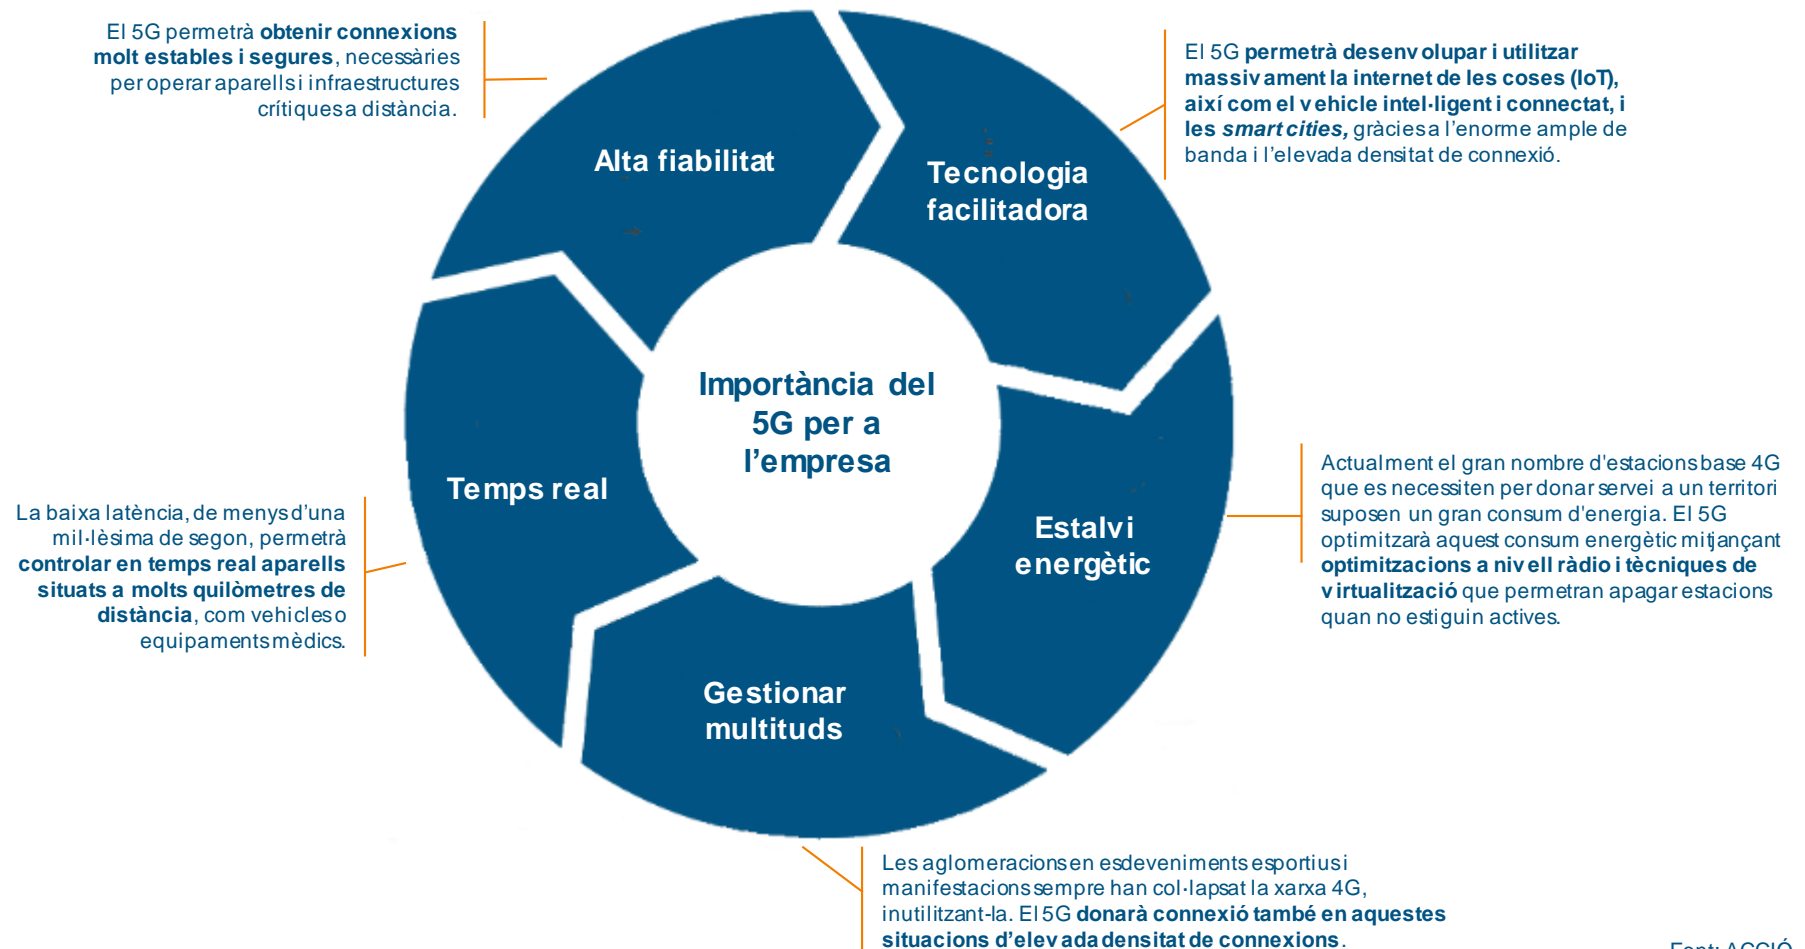 El 5G permetrà obtenir connexions
molt estables i segures, necessàries
per operar aparells i infraestructures
crítiques a distància.
El 5G permetrà desenvolupar i utilitzar
massivament la internet de les coses (IoT),
així com el vehicle intel·ligent i connectat, i
les smart cities, gràcies a l’enorme ample de
banda i l’elevada densitat de connexió.
Alta fiabilitat
Tecnologia
facilitadora
Importància del
5G per a
l’empresa
Temps real
Estalvi
energètic
Gestionar
multituds
La baixa latència, de menys d’una
mil·lèsima de segon, permetrà
controlar en temps real aparells
situats a molts quilòmetres de
distància, com vehicles o
equipaments mèdics.
Actualment el gran nombre d'estacions base 4G
que es necessiten per donar servei a un territori
suposen un gran consum d'energia. El 5G
optimitzarà aquest consum energètic mitjançant
optimitzacions a nivell ràdio i tècniques de
virtualització que permetran apagar estacions
quan no estiguin actives.
Les aglomeracions en esdeveniments esportius i
manifestacions sempre han col·lapsat la xarxa 4G,
inutilitzant-la. El 5G donarà connexió també en aquestes
situacions d’elevada densitat de connexions.
Font: ACCIÓ